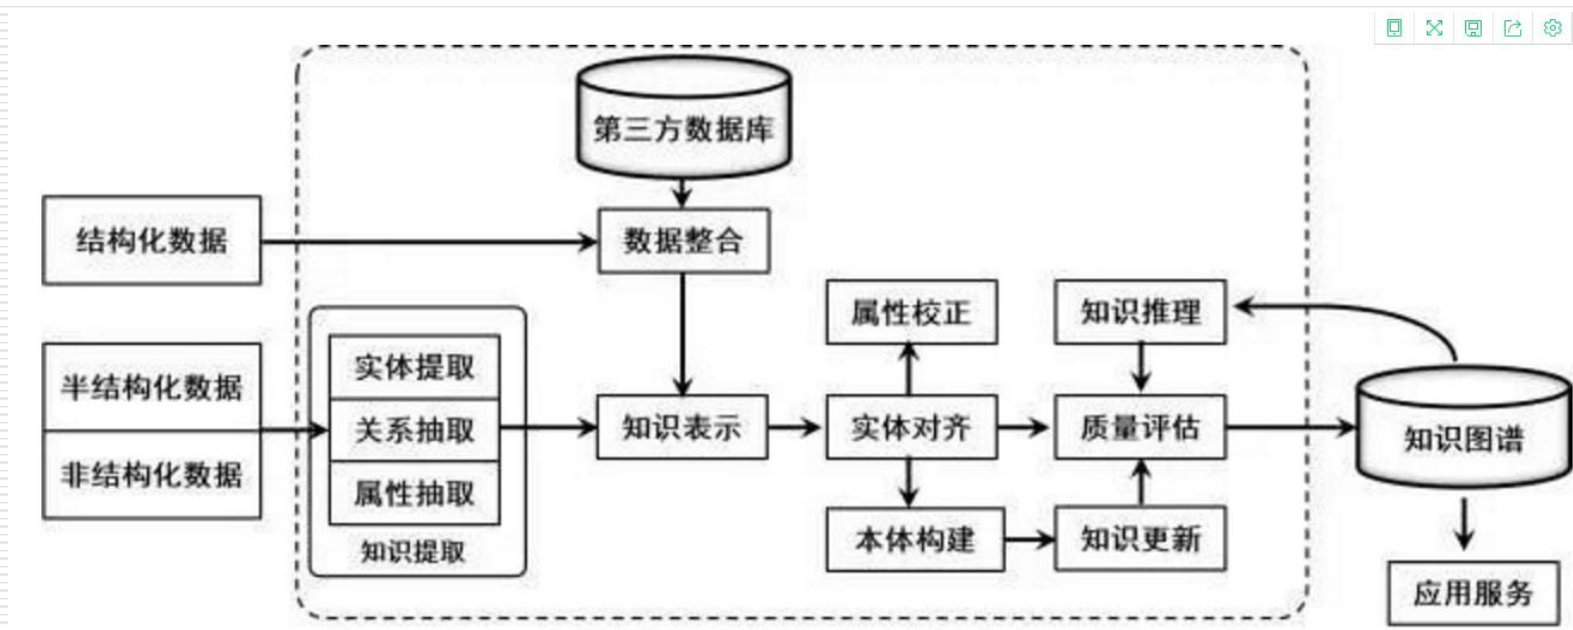 第三方数据库
结构化数据
数据整合
属性校正
知识推理
半结构化数据
实体提取
关系抽取
知识表示
实体对齐
质量评估
知识图谱
非结构化数据
属性抽取
知识提取
本体构建
知识更新
应用服务